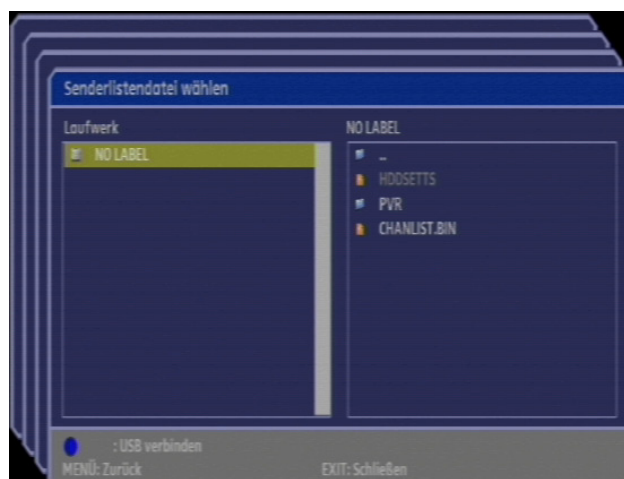 Senderlistendatei wählen
Laufwerk
NO LABEL
NO LABEL
..
HDDSETTS
PVR
CHANLIST.BIN
: USB verbinden
MENÜ: Zurück
EXIT: Schließen